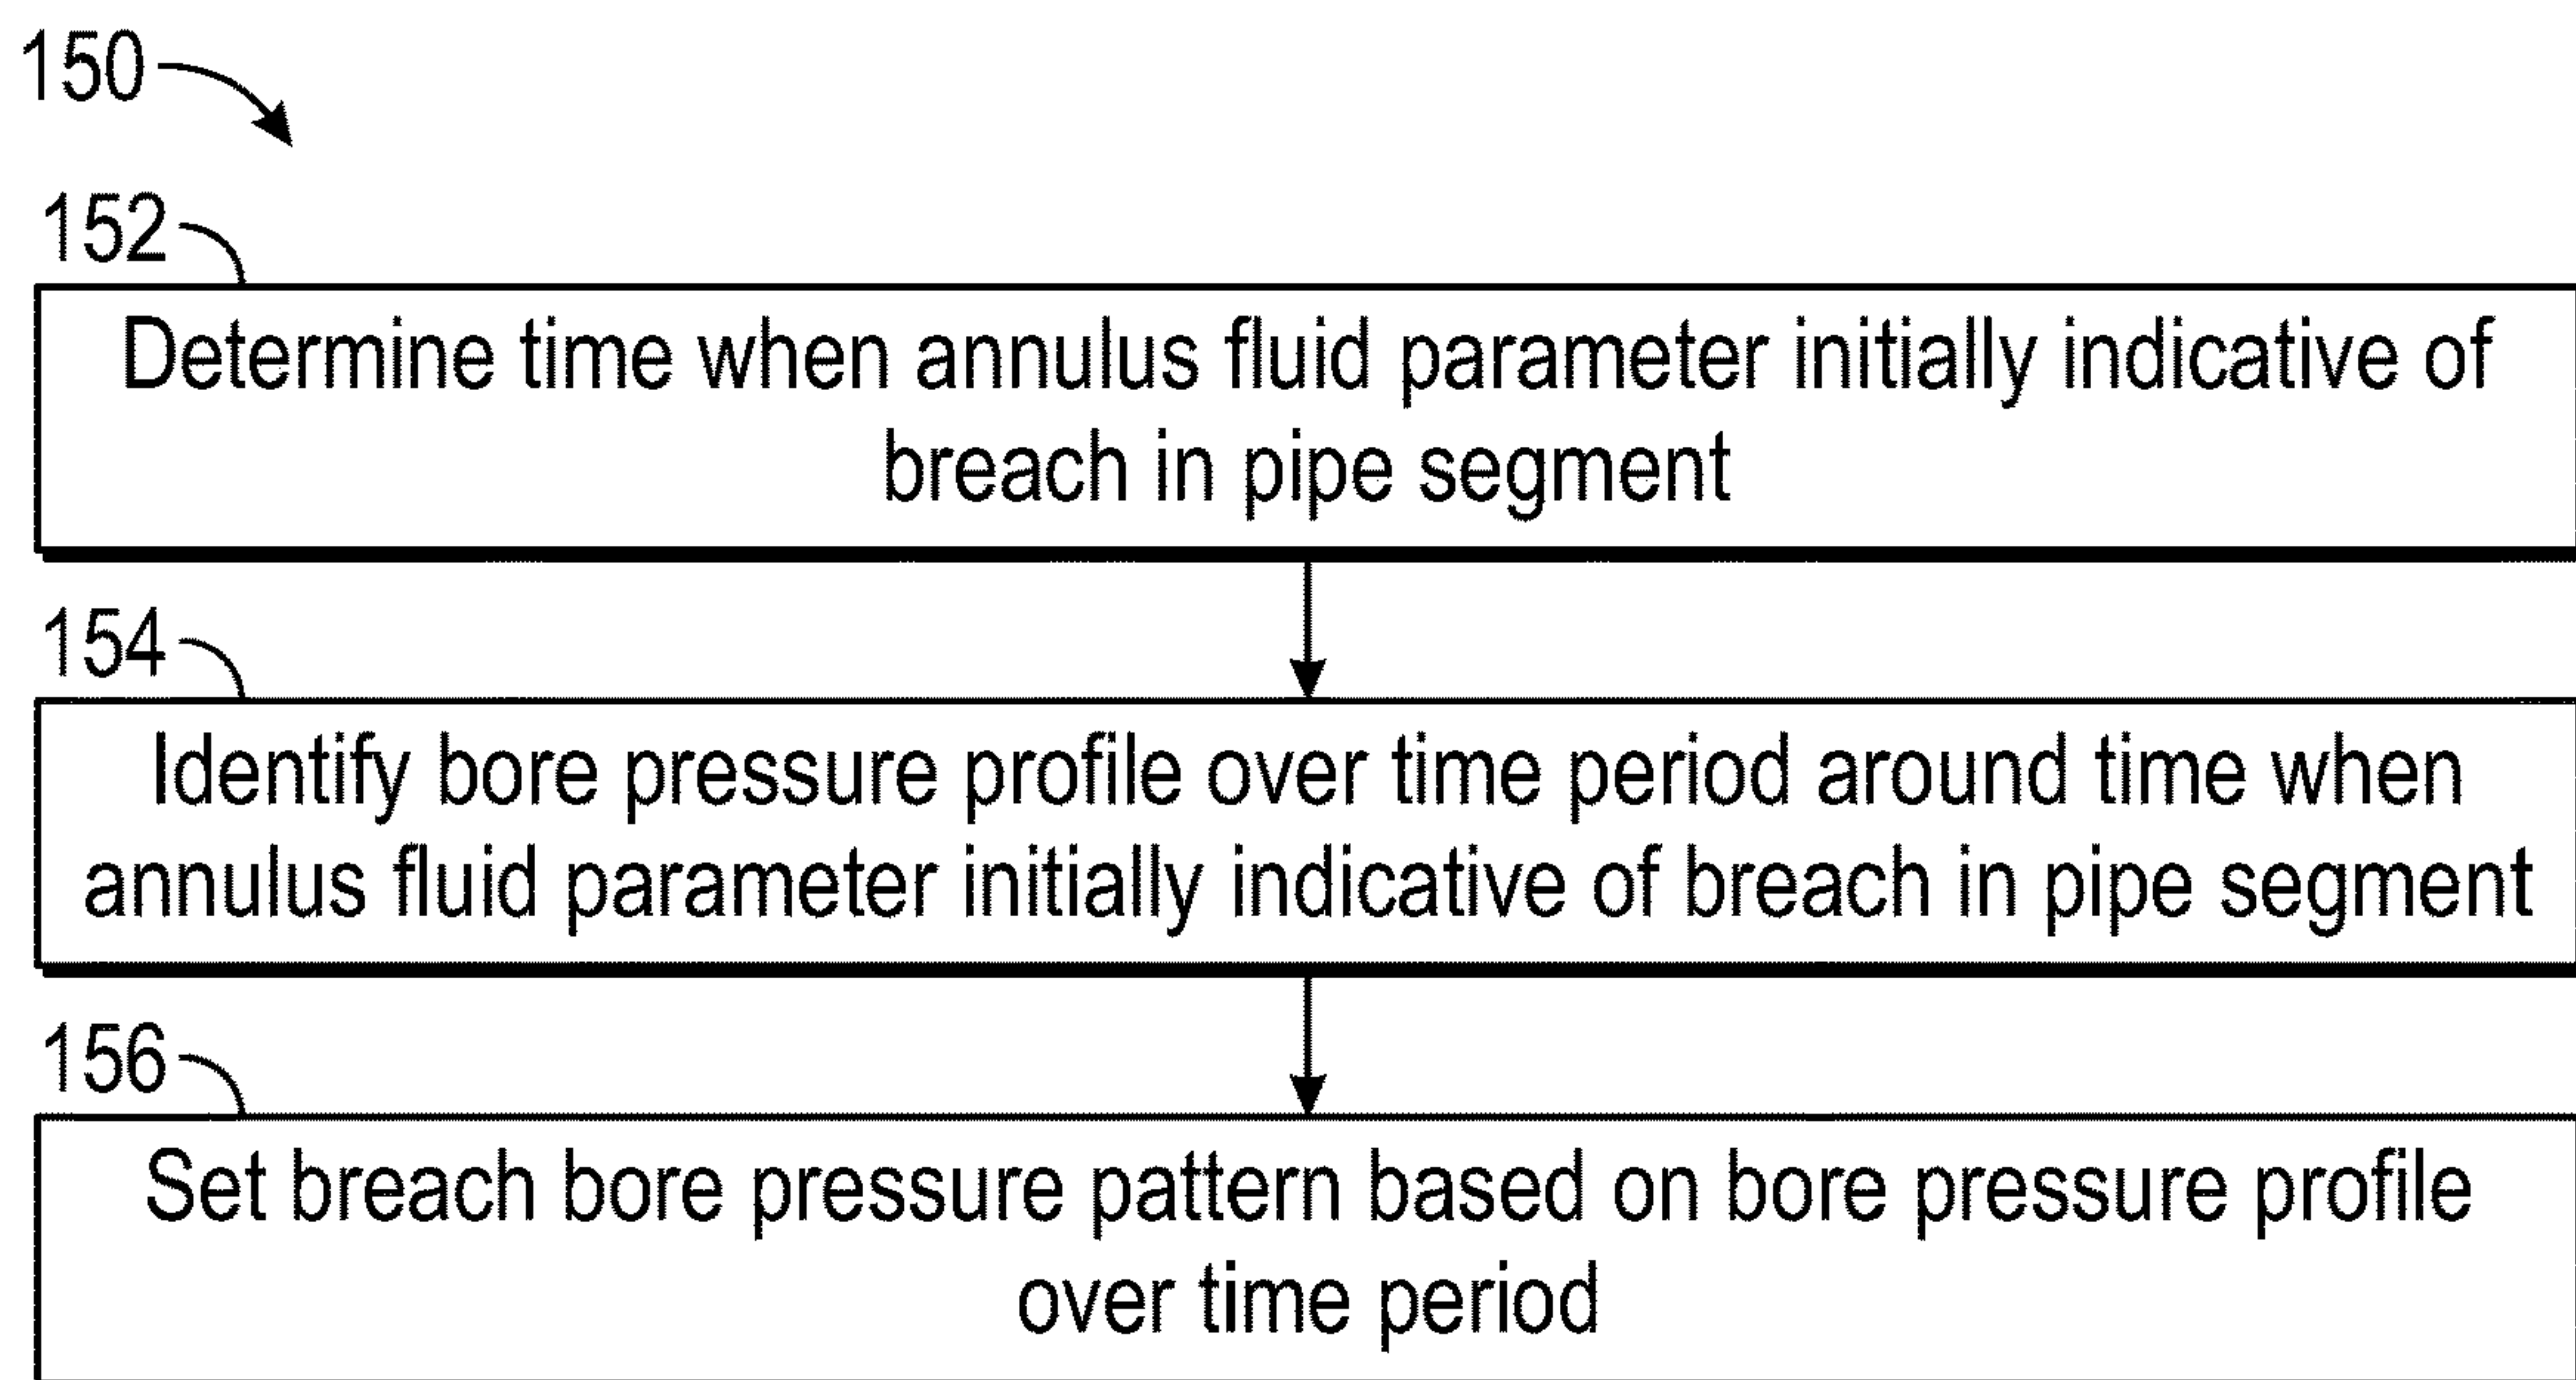 150
152
Determine time when annulus fluid parameter initially indicative of
breach in pipe segment
154
Identify bore pressure profile over time period around time when
annulus fluid parameter initially indicative of breach in pipe segment
156
Set breach bore pressure pattern based on bore pressure profile
over time period